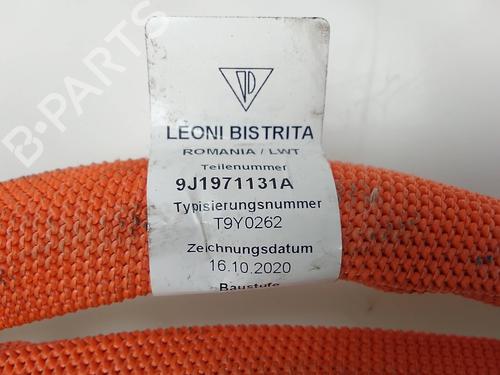 B-PARTS
LEONI BISTRITA
ROMANIA / LWT
Teilenummer
9J1971131A
Typisierungsnummer
T9Y0262
Zeichnungsdatum
16.10.2020
Baustufe